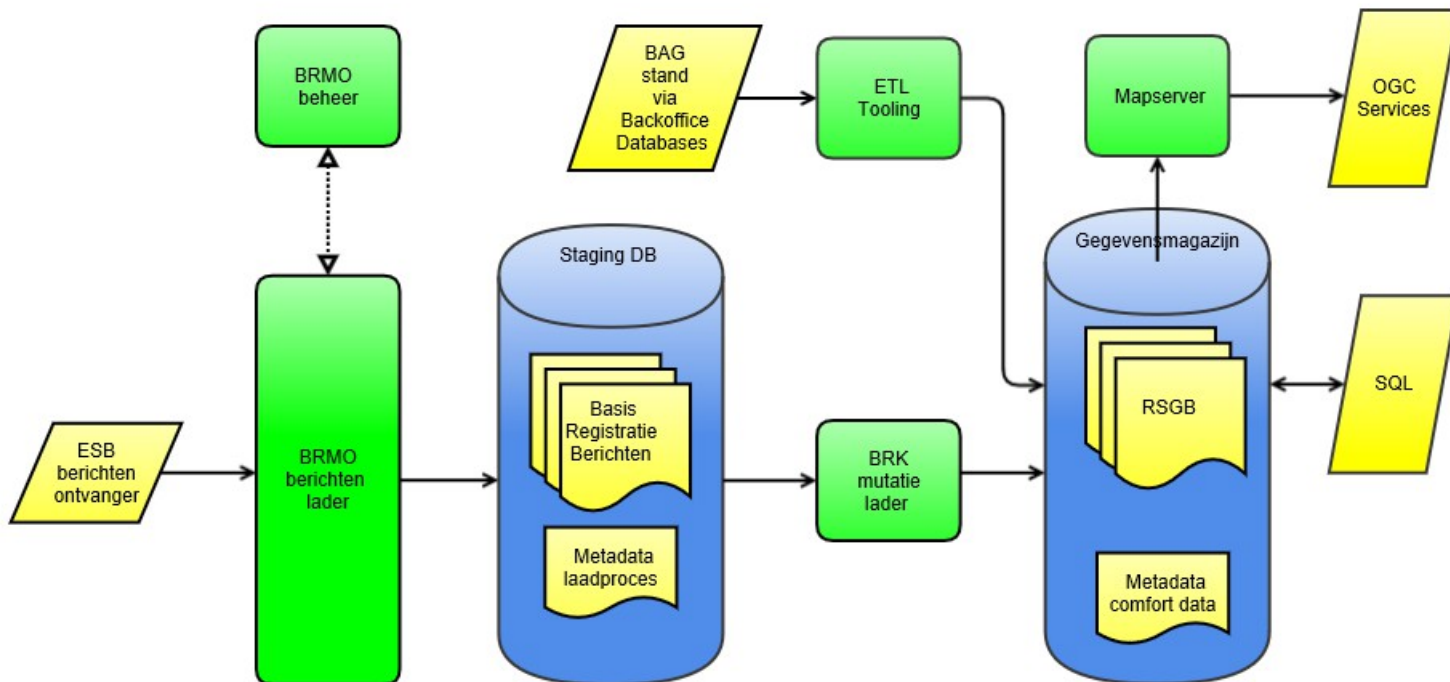 BRMO
beheer
BAG
stand
via
Backoffice
Databases
ETL
Tooling
Mapserver
OGC
Services
Staging DB
Gegevensmagazijn
Basis
Registratie
Berichten
RSGB
SQL
ESB
berichten
ontvanger
BRMO
berichten
lader
BRK
mutatie
lader
Metadata
laadproces
Metadata
comfort data